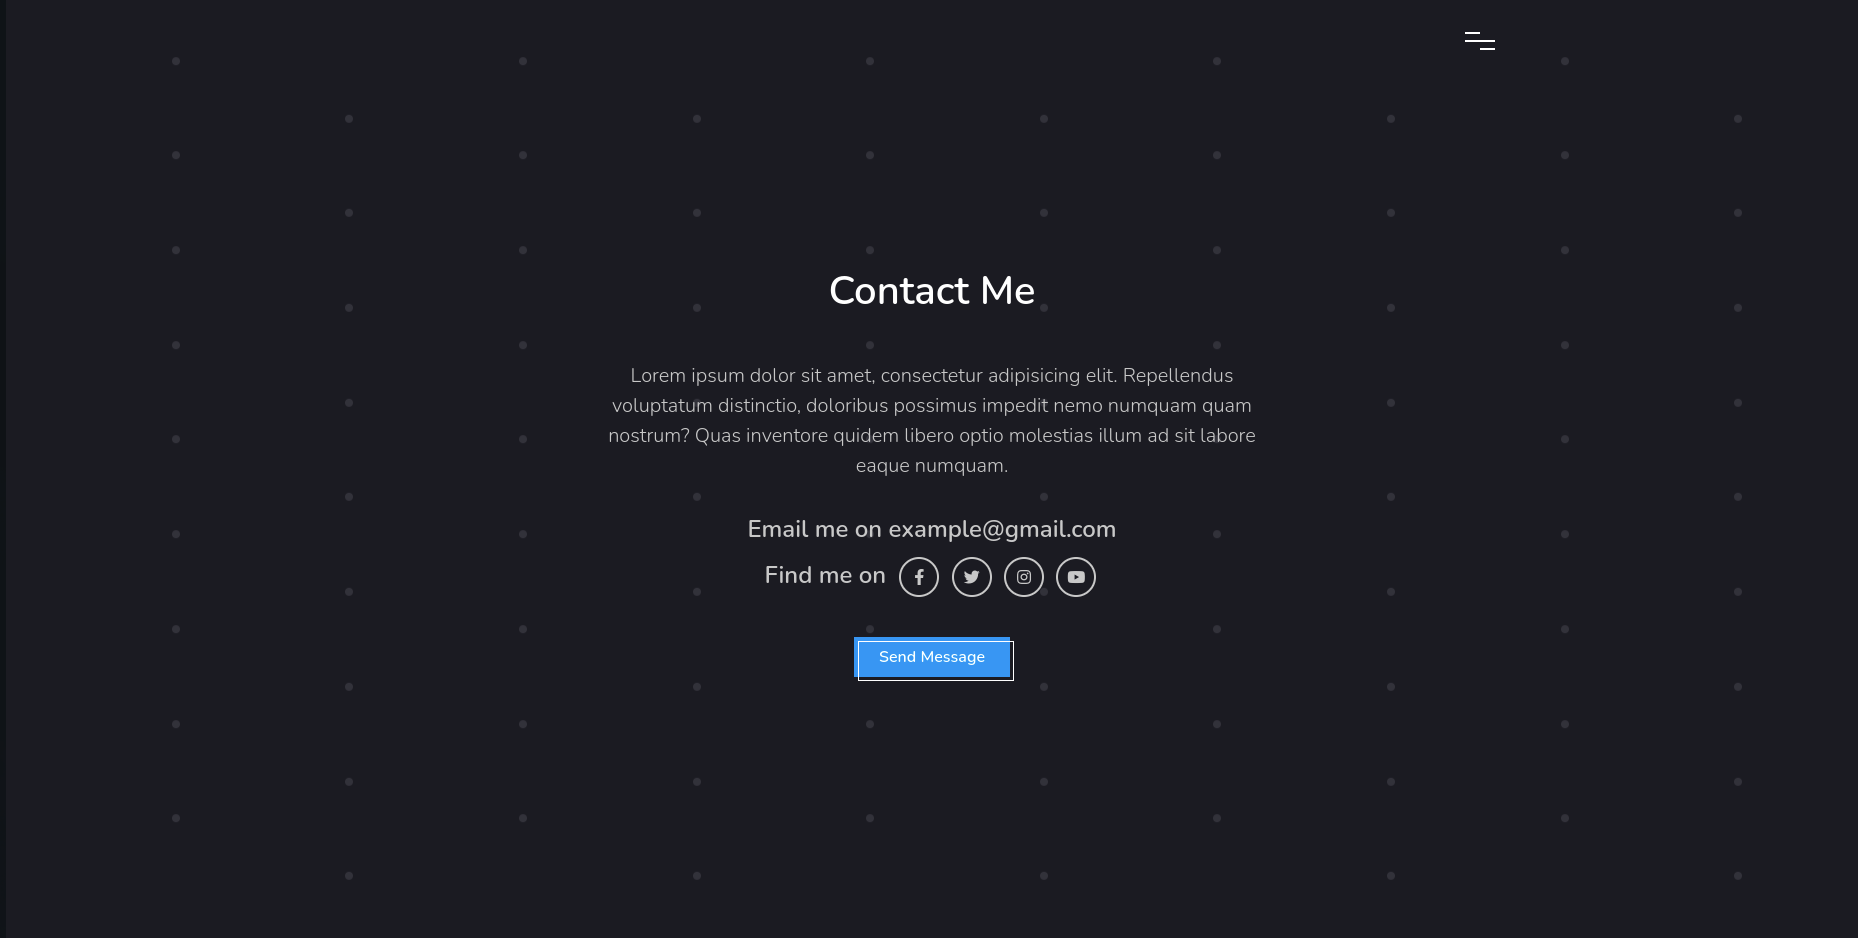 Contact Me
Lorem ipsum dolor sit amet, consectetur adipisicing elit. Repellendus
voluptatum distinctio, doloribus possimus impedit nemo numquam quam
nostrum? Quas inventore quidem libero optio molestias illum ad sit labore
eaque numquam.
Email me on example@gmail.com
Find me on
Send Message